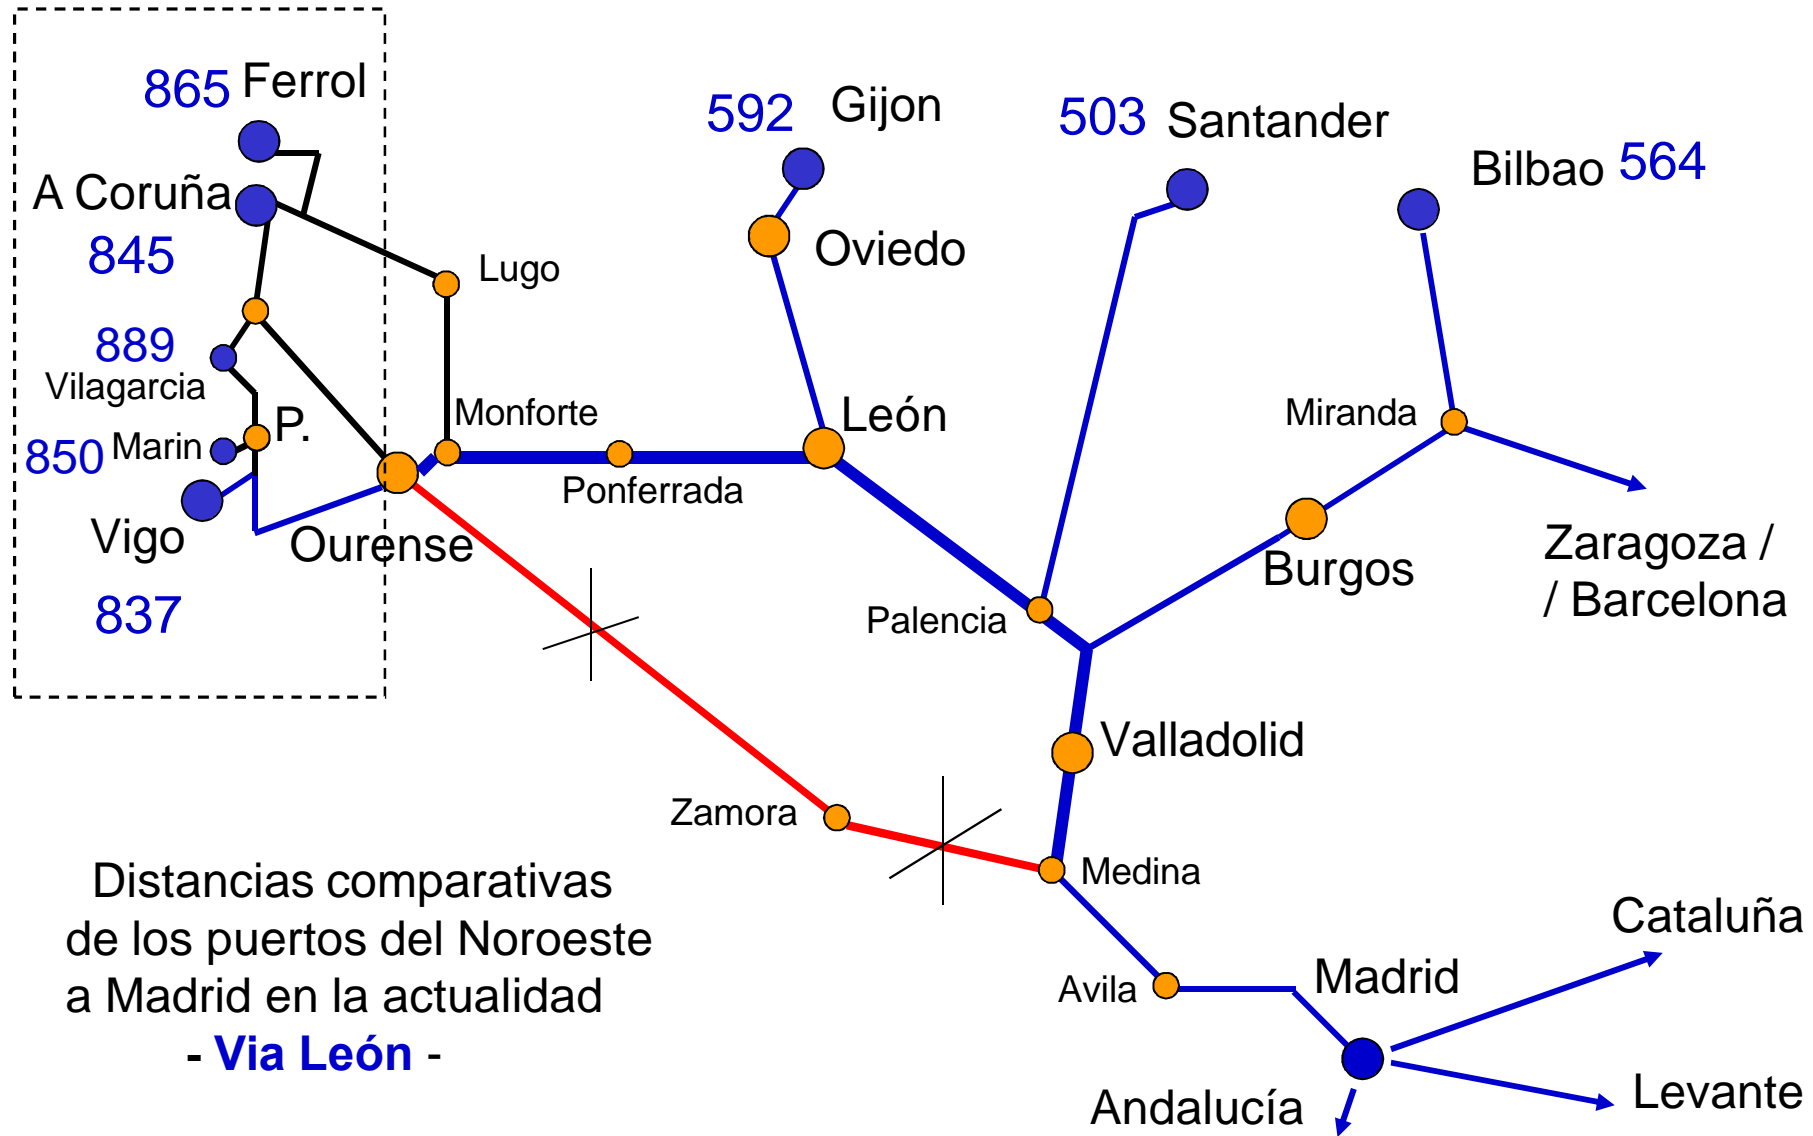 865 Ferrol
592 Gijon
503 Santander
Bilbao 564
A Coruña
845
Oviedo
Lugo
889
Vilagarcia
P.
Monforte
León
Miranda
850 Marin
Ponferrada
Vigo
Ourense
Burgos
Zaragoza /
/ Barcelona
837
Palencia
Valladolid
Zamora
Medina
Distancias comparativas
de los puertos del Noroeste
a Madrid en la actualidad
- Via León -
Cataluña
Avila
Madrid
Levante
Andalucía